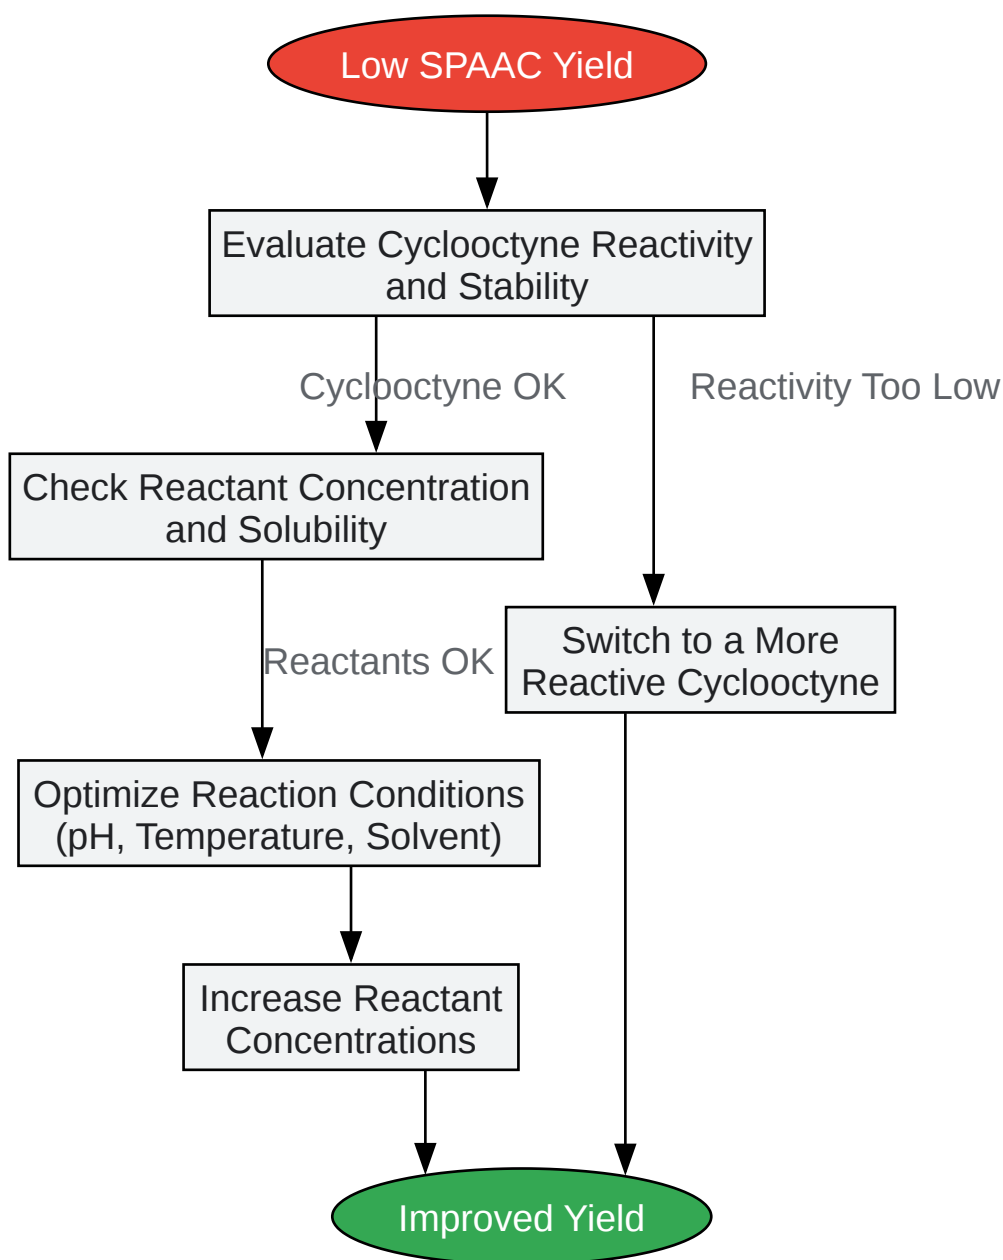 Low SPAAC Yield
Evaluate Cyclooctyne Reactivity
and Stability
Cyclooctyne OK
Reactivity Too Low
Check Reactant Concentration
and Solubility
Switch to a More
Reactive Cyclooctyne
Reactants OK
Optimize Reaction Conditions
(pH, Temperature, Solvent)
Increase Reactant
Concentrations
Improved Yield